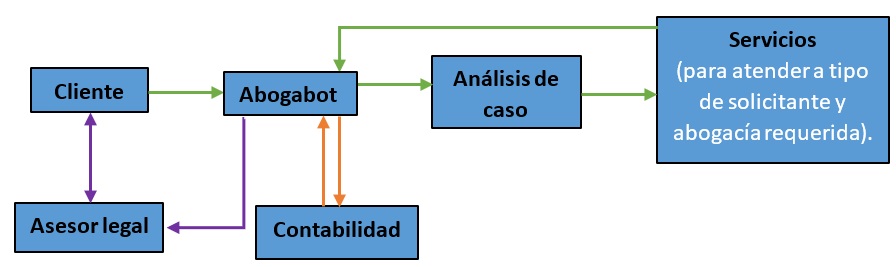 Cliente
Abogabot
Análisis de
caso
Servicios
(para atender a tipo
de solicitante y
abogacía requerida).
Asesor legal
Contabilidad